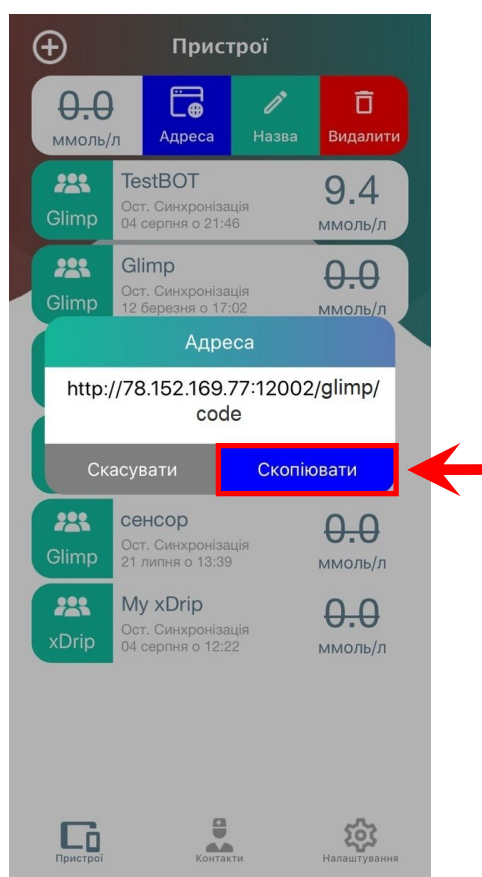 Пристрої
0.0
ммоль/л
Адреса
Назва
Видалити
Glimp
TestBOT
Ост. Синхронізація
04 серпня о 21:46
9.4
ммоль/л
Glimp
Glimp
Ост. Синхронізація
12 березня о 17:02
0.0
ммоль/л
Адреса
http://78.152.169.77:12002/glimp/
code
Скасувати
Скопіювати
Glimp
сенсор
Ост. Синхронізація
21 липня о 13:39
0.0
ммоль/л
xDrip
My xDrip
Ост. Синхронізація
04 серпня о 12:22
0.0
ммоль/л
Пристрої
Контакти
Налаштування